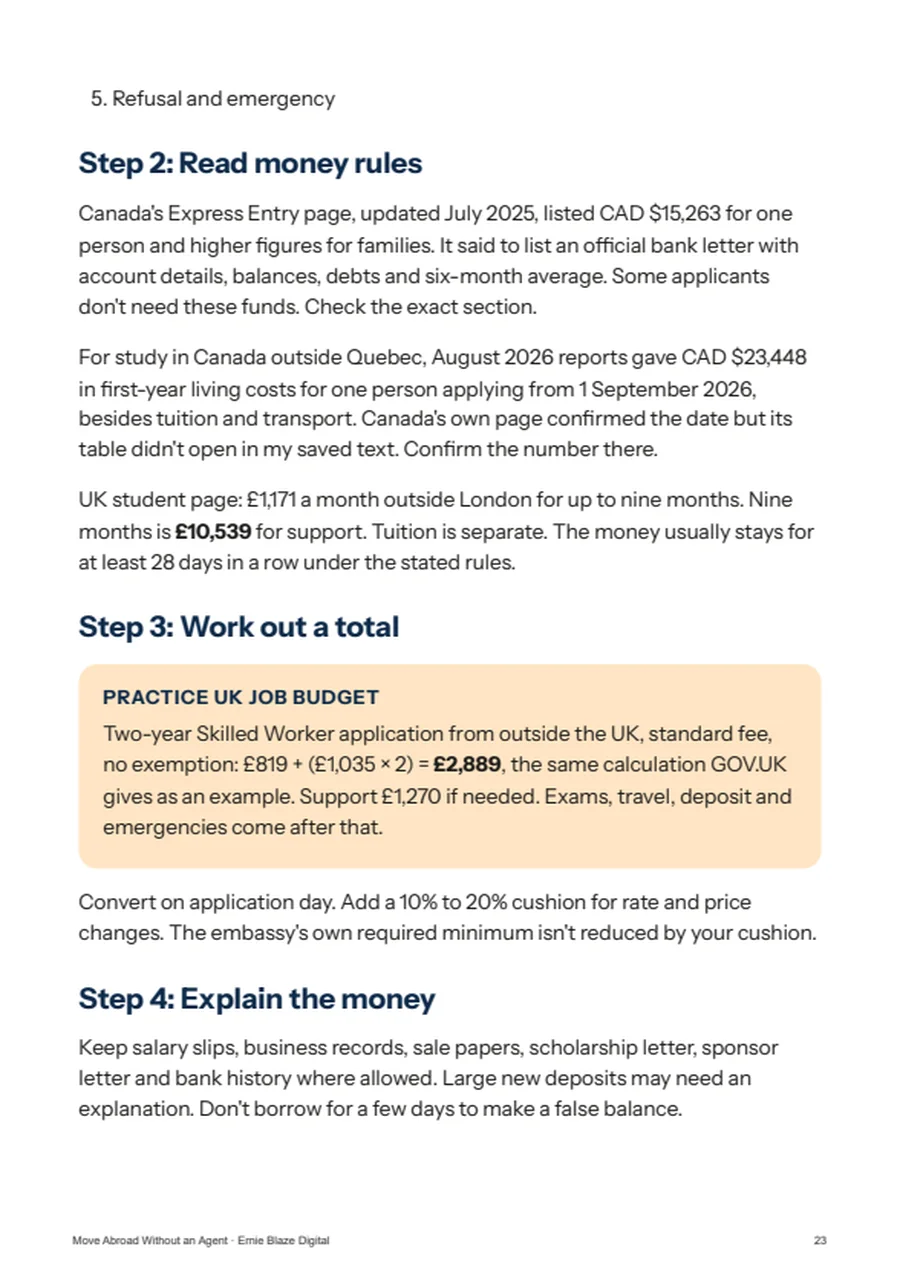 5. Refusal and emergency
Step 2: Read money rules
Canada's Express Entry page, updated July 2025, listed CAD $15,263 for one
person and higher figures for families. It said to list an official bank letter with
account details, balances, debts and six-month average. Some applicants
don't need these funds. Check the exact section.
For study in Canada outside Quebec, August 2026 reports gave CAD $23,448
in first-year living costs for one person applying from 1 September 2026,
besides tuition and transport. Canada's own page confirmed the date but its
table didn't open in my saved text. Confirm the number there.
UK student page: £1,171 a month outside London for up to nine months. Nine
months is £10,539 for support. Tuition is separate. The money usually stays for
at least 28 days in a row under the stated rules.
Step 3: Work out a total
PRACTICE UK JOB BUDGET
Two-year Skilled Worker application from outside the UK, standard fee,
no exemption: £819 + (£1,035 × 2) = £2,889, the same calculation GOV.UK
gives as an example. Support £1,270 if needed. Exams, travel, deposit and
emergencies come after that.
Convert on application day. Add a 10% to 20% cushion for rate and price
changes. The embassy's own required minimum isn't reduced by your cushion.
Step 4: Explain the money
Keep salary slips, business records, sale papers, scholarship letter, sponsor
letter and bank history where allowed. Large new deposits may need an
explanation. Don't borrow for a few days to make a false balance.
Move Abroad Without an Agent · Ernie Blaze Digital
23